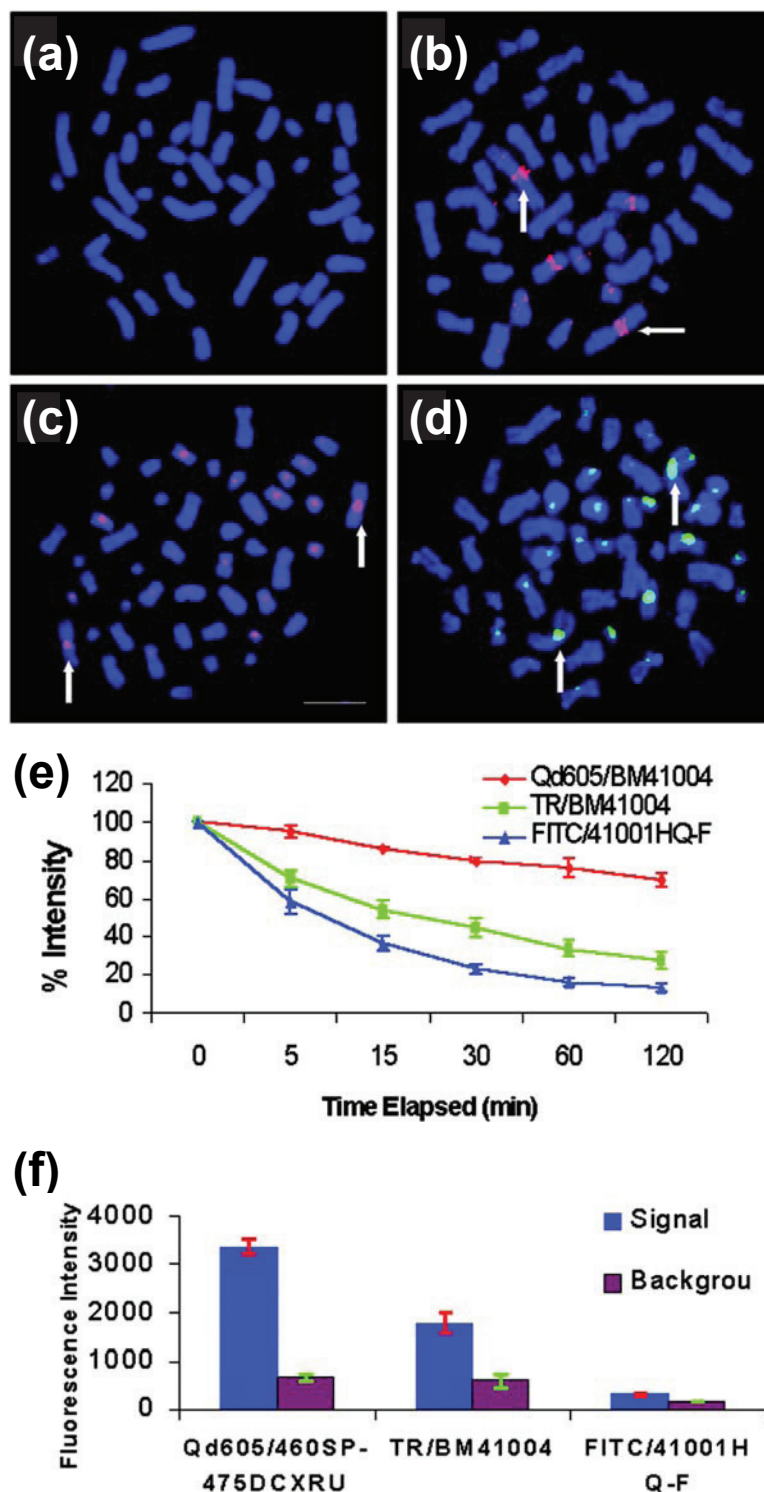 (a)
(b)
(c)
(d)
(e)
120
100
80
60
40
20
0
% Intensity
Qd605/BM41004
TR/BM41004
FITC/41001HQ-F
0 5 15 30 60 120
Time Elapsed (min)
(f)
4000
3000
2000
1000
0
Fluorescence Intensity
Signal
Backgrou
Qd605/460SP-
475DCXRU
TR/BM41004
FITC/41001H
Q-F